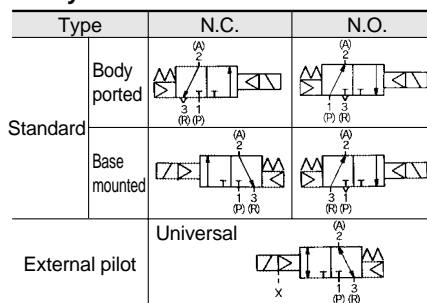 Type N.C. N.O.
Standard
Body ported
(A)
2
3 1
(R) (P)
(A)
2
1 3
(P) (R)
Base mounted
(A)
2
1 3
(P) (R)
(A)
2
3 1
(R) (P)
External pilot
Universal
(A)
2
X
1 3
(P) (R)